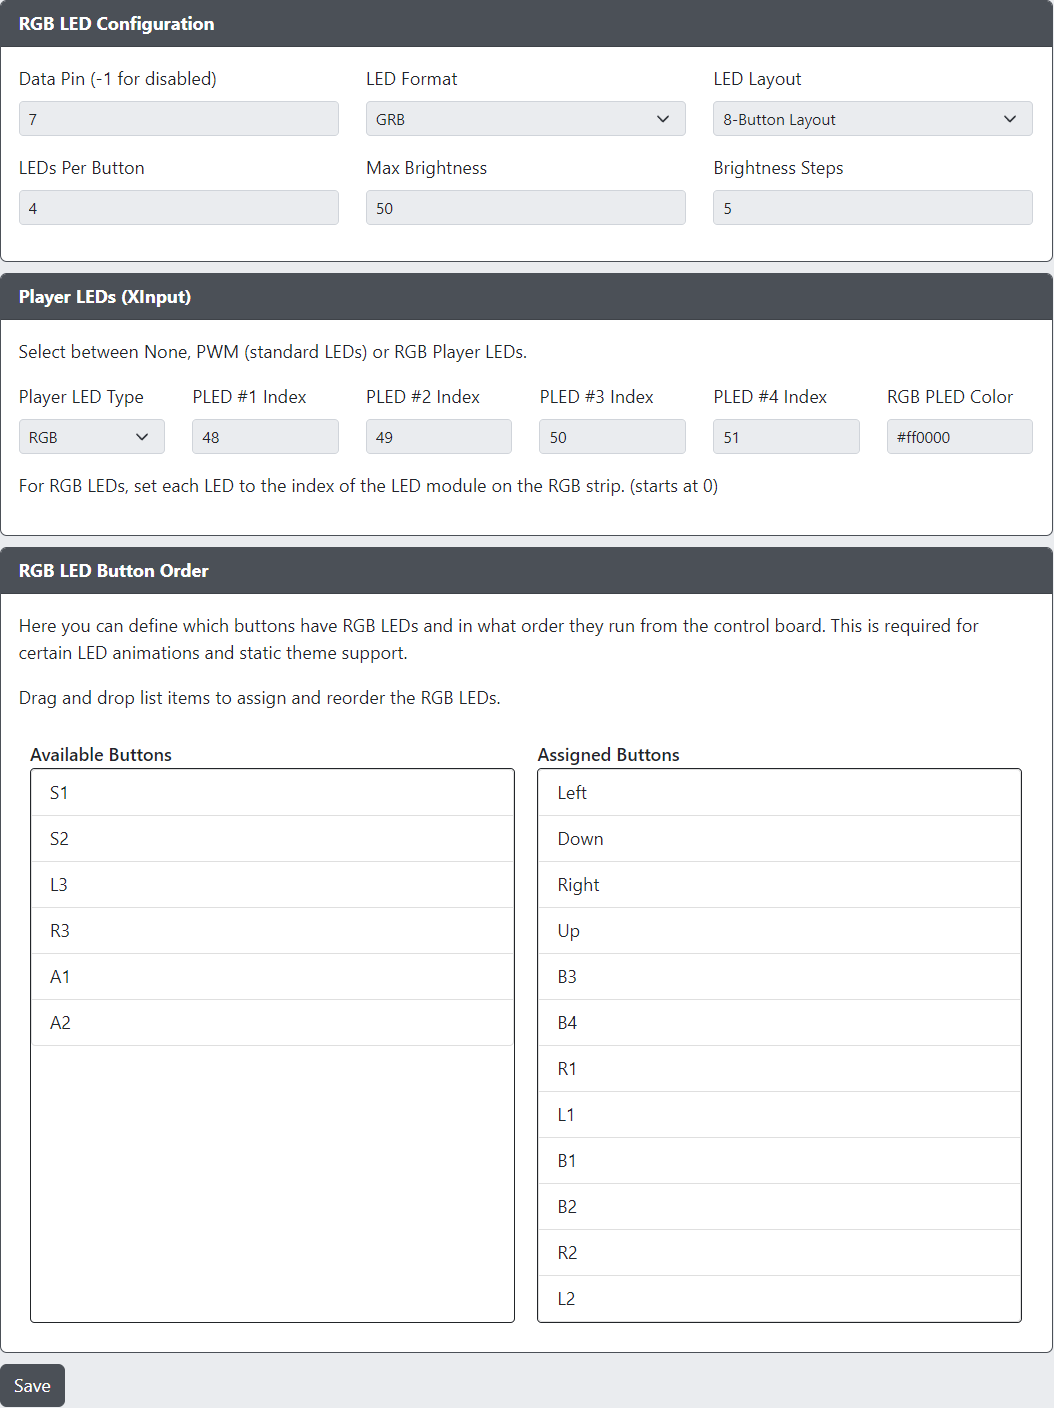 RGB LED Configuration
Data Pin (-1 for disabled)
LED Format
LED Layout
7
GRB
8-Button Layout
LEDs Per Button
Max Brightness
Brightness Steps
4
50
5
Player LEDs (XInput)
Select between None, PWM (standard LEDs) or RGB Player LEDs.
Player LED Type
PLED #1 Index
PLED #2 Index
PLED #3 Index
PLED #4 Index
RGB PLED Color
RGB
48
49
50
51
#ff0000
For RGB LEDs, set each LED to the index of the LED module on the RGB strip. (starts at 0)
RGB LED Button Order
Here you can define which buttons have RGB LEDs and in what order they run from the control board. This is required for
certain LED animations and static theme support.
Drag and drop list items to assign and reorder the RGB LEDs.
Available Buttons
S1
S2
L3
R3
A1
A2
Assigned Buttons
Left
Down
Right
Up
B3
B4
R1
L1
B1
B2
R2
L2
Save